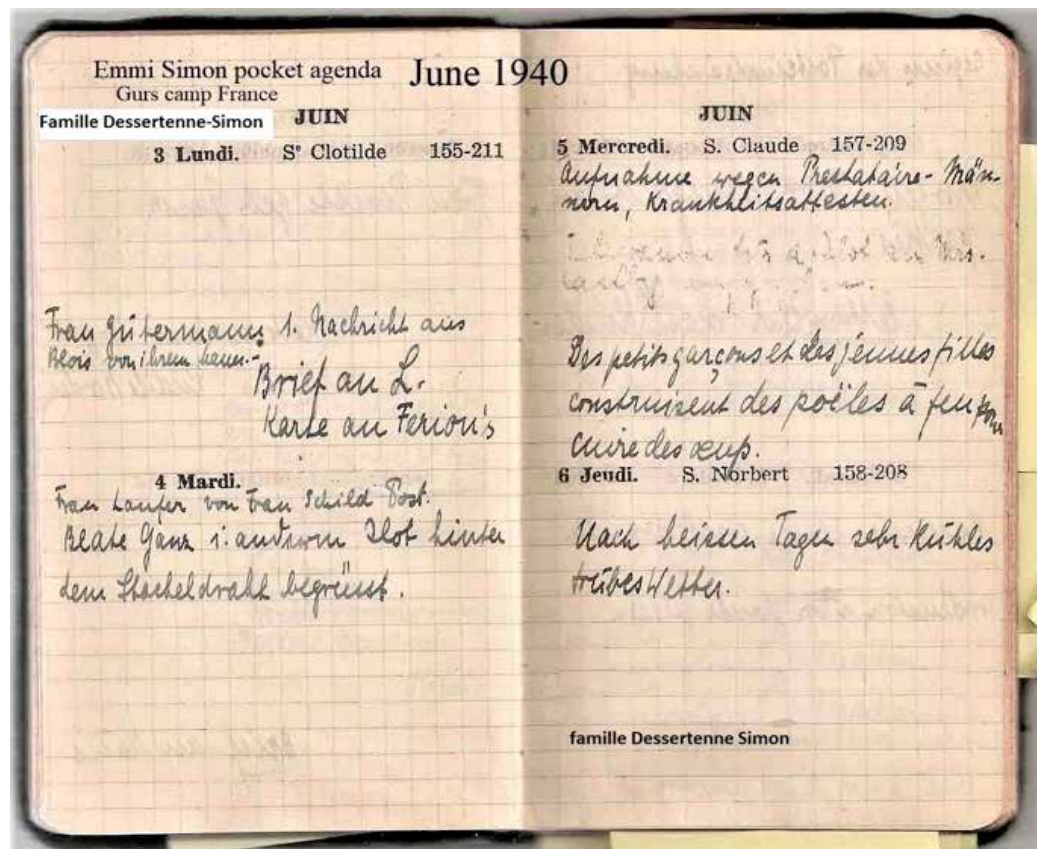 Emmi Simon pocket agenda June 1940
Gurs camp France
Famille Dessertenne-Simon
JUIN
3 Lundi. Sᵉ Clotilde 155-211
Frau Gütermann 1. Nachricht aus
Blois von ihrem
Brief an L.
Karte an Ferion's
4 Mardi.
Frau Laufer von Frau Schild Post.
Beate Ganz i. anderen Ilot hinter
dem Stacheldraht begrüsst.
JUIN
5 Mercredi. S. Claude 157-209
Aufnahme wegen Prestataire-Män-
nern, Krankheitsattesten.
Des petits garçons et des jeunes filles
construisent des poëles à feu pour
cuire des œufs.
6 Jeudi. S. Norbert 158-208
Nach heissen Tagen sehr kühles
trübes Wetter.
famille Dessertenne Simon